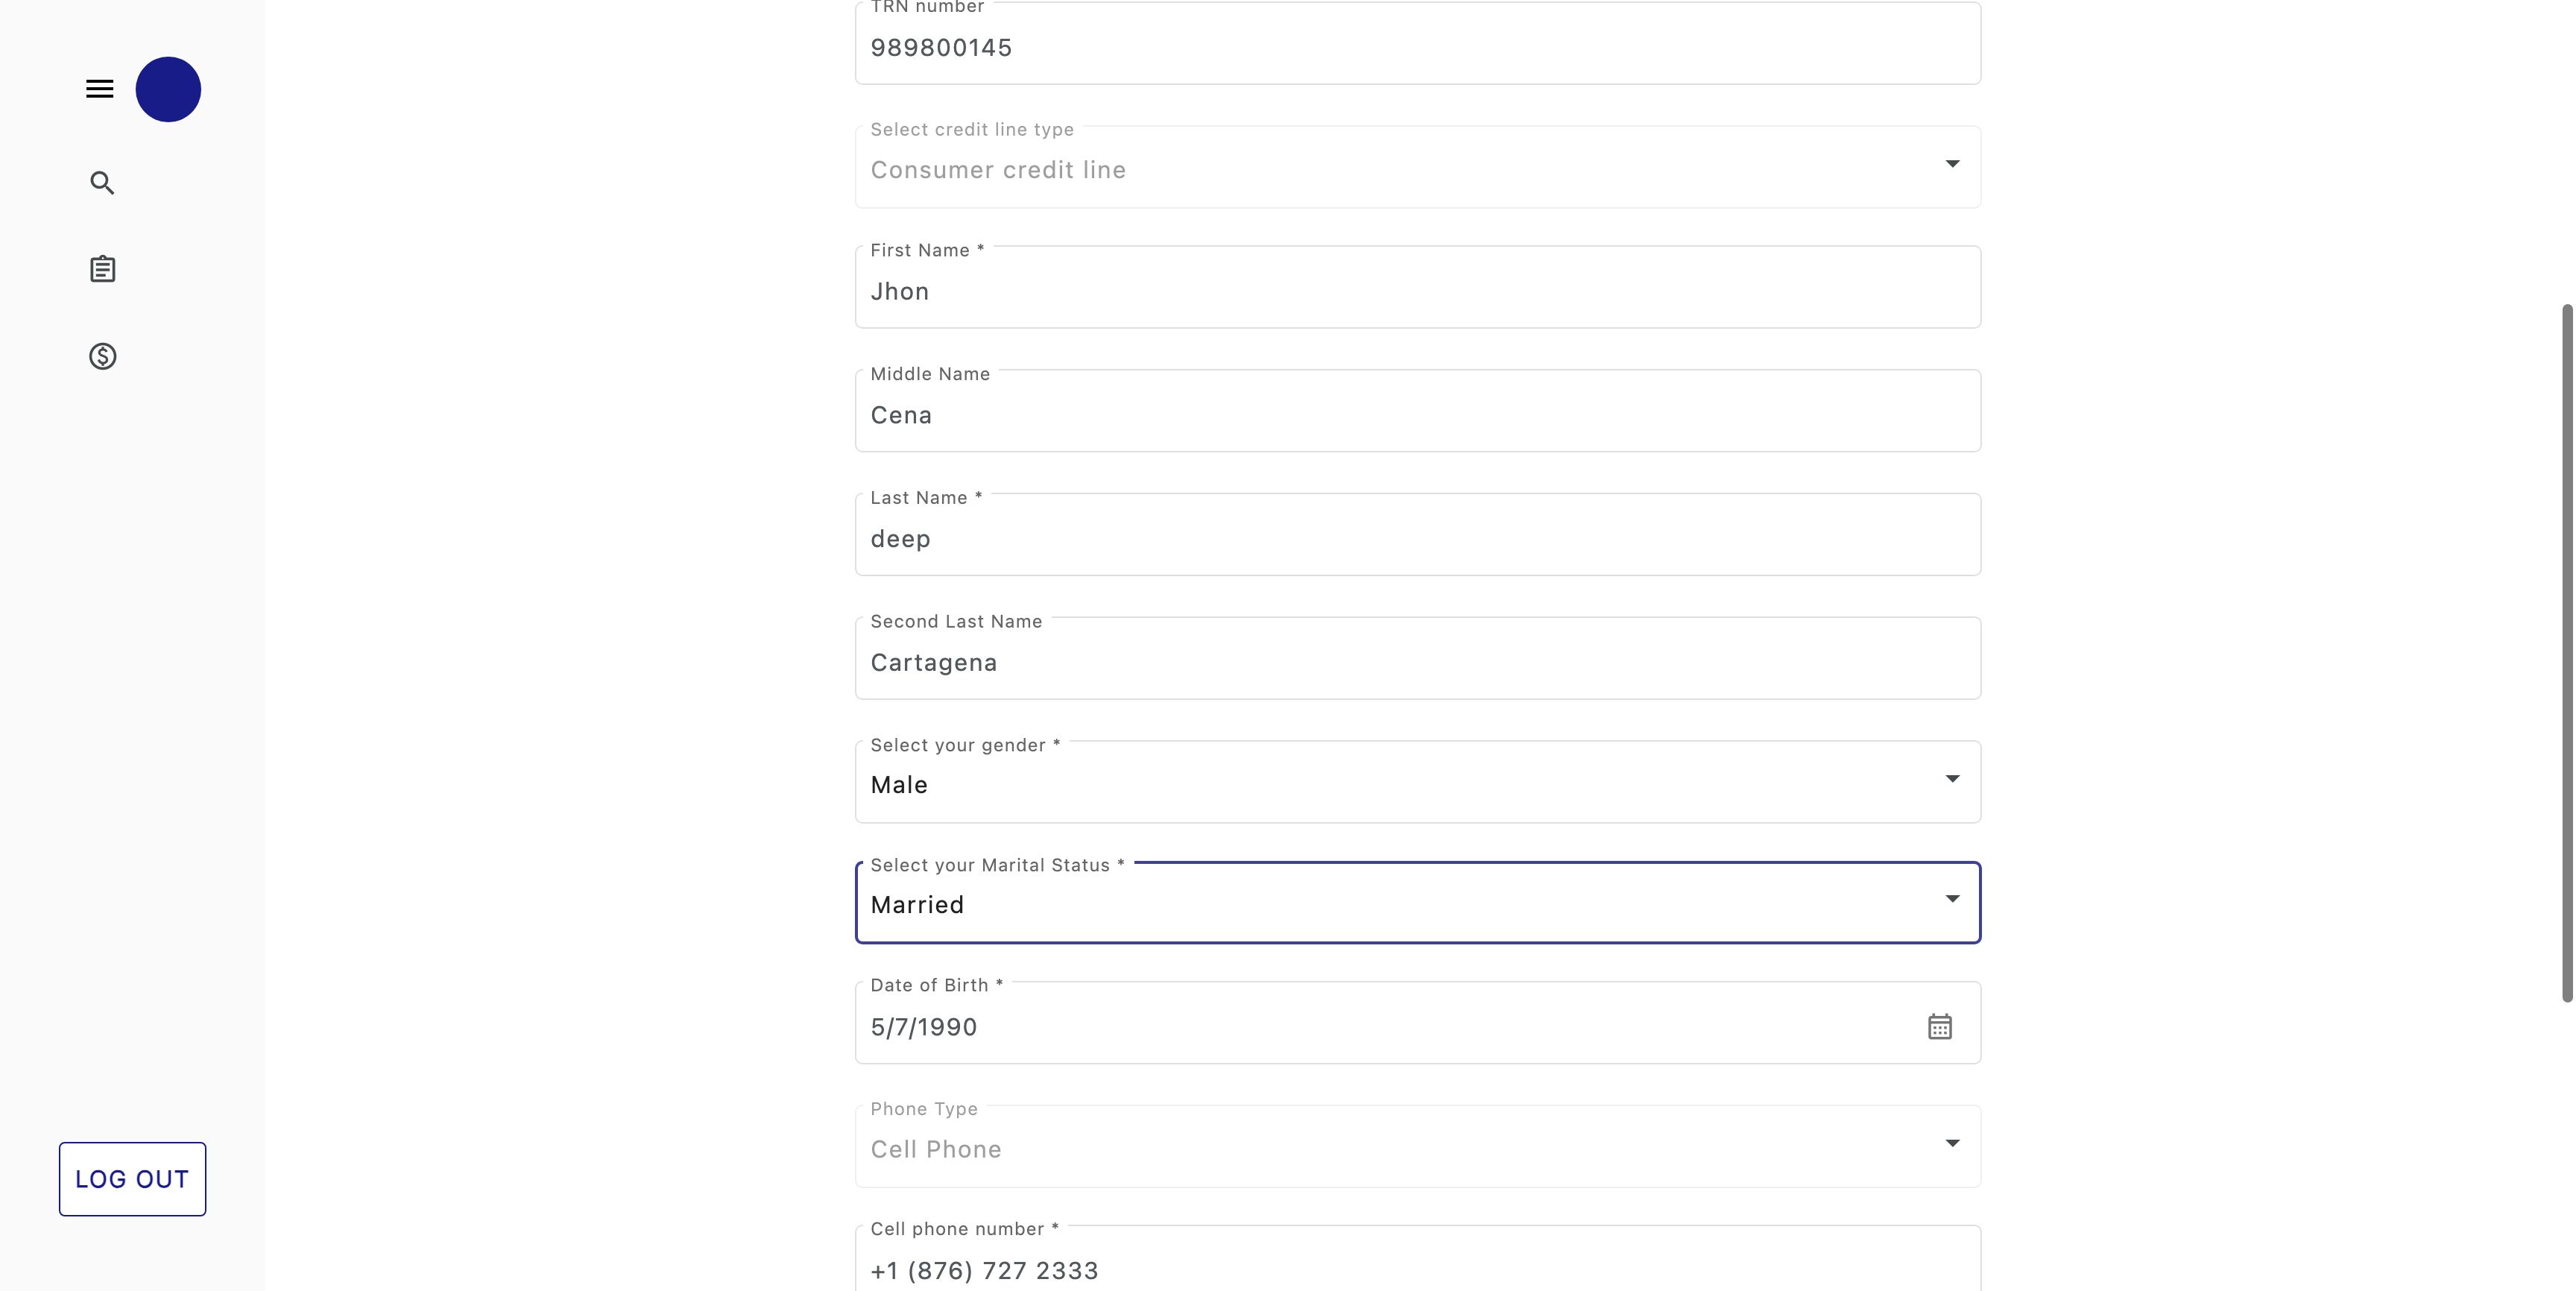 TRN number
989800145
Select credit line type
Consumer credit line
First Name *
Jhon
Middle Name
Cena
Last Name *
deep
Second Last Name
Cartagena
Select your gender *
Male
Select your Marital Status *
Married
Date of Birth *
5/7/1990
Phone Type
Cell Phone
Cell phone number *
+1 (876) 727 2333
LOG OUT